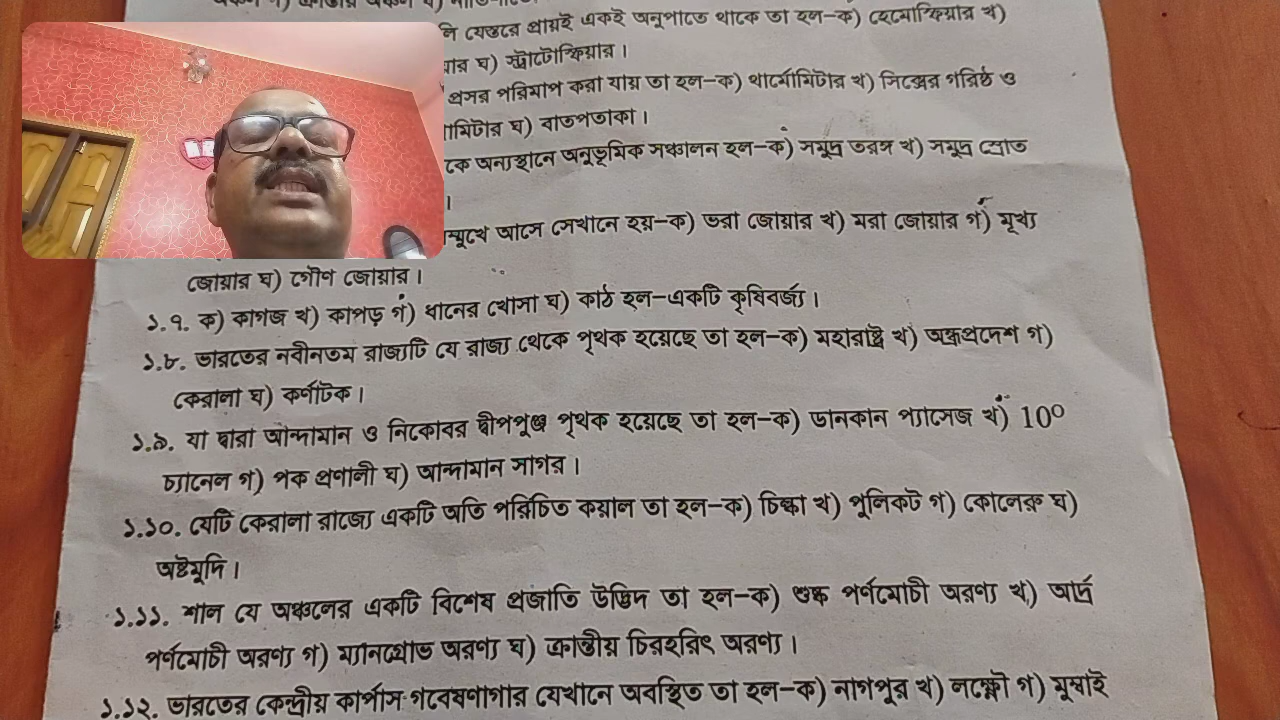 যেস্তরে প্রায়ই একই অনুপাতে থাকে তা হল–ক) হেমোস্ফিয়ার খ)
ঘ) স্ট্রাটোস্ফিয়ার।
প্রসর পরিমাপ করা যায় তা হল–ক) থার্মোমিটার খ) সিক্সের গরিষ্ঠ ও
ঘ) বাতপতাকা।
অন্যস্থানে অনুভূমিক সঞ্চালন হল–ক) সমুদ্র তরঙ্গ খ) সমুদ্র স্রোত
।
আসে সেখানে হয়–ক) ভরা জোয়ার খ) মরা জোয়ার গ) মূখ্য
জোয়ার ঘ) গৌণ জোয়ার।
১.৭. ক) কাগজ খ) কাপড় গ) ধানের খোসা ঘ) কাঠ হল–একটি কৃষিবর্জ্য।
১.৮. ভারতের নবীনতম রাজ্যটি যে রাজ্য থেকে পৃথক হয়েছে তা হল–ক) মহারাষ্ট্র খ) অন্ধ্রপ্রদেশ গ)
কেরালা ঘ) কর্ণাটক।
১.৯. যা দ্বারা আন্দামান ও নিকোবর দ্বীপপুঞ্জ পৃথক হয়েছে তা হল–ক) ডানকান প্যাসেজ খ) 10⁰
চ্যানেল গ) পক প্রণালী ঘ) আন্দামান সাগর।
১.১০. যেটি কেরালা রাজ্যে একটি অতি পরিচিত কয়াল তা হল–ক) চিল্কা খ) পুলিকট গ) কোলেরু ঘ)
অষ্টমুদি।
১.১১. শাল যে অঞ্চলের একটি বিশেষ প্রজাতি উদ্ভিদ তা হল–ক) শুষ্ক পর্ণমোচী অরণ্য খ) আর্দ্র
পর্ণমোচী অরণ্য গ) ম্যানগ্রোভ অরণ্য ঘ) ক্রান্তীয় চিরহরিৎ অরণ্য।
১.১২. ভারতের কেন্দ্রীয় কার্পাস গবেষণাগার যেখানে অবস্থিত তা হল–ক) নাগপুর খ) লক্ষ্ণৌ গ) মুম্বাই